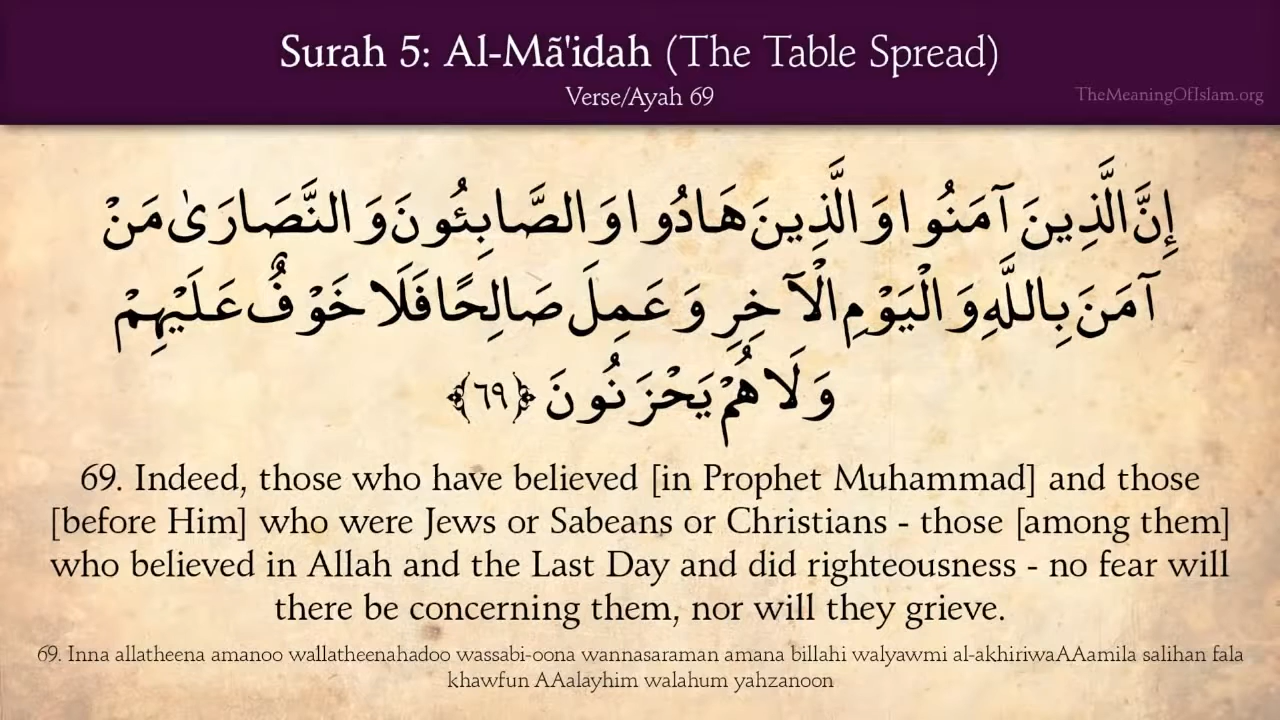 Surah 5: Al-Mã'idah (The Table Spread)
Verse/Ayah 69
TheMeaningOfIslam.org
إِنَّ الَّذِينَ آمَنُوا وَالَّذِينَ هَادُوا وَالصَّابِئُونَ وَالنَّصَارَىٰ مَنْ
آمَنَ بِاللَّهِ وَالْيَوْمِ الْآخِرِ وَعَمِلَ صَالِحًا فَلَا خَوْفٌ عَلَيْهِمْ
وَلَا هُمْ يَحْزَنُونَ ﴿٦٩﴾
69. Indeed, those who have believed [in Prophet Muhammad] and those
[before Him] who were Jews or Sabeans or Christians - those [among them]
who believed in Allah and the Last Day and did righteousness - no fear will
there be concerning them, nor will they grieve.
69. Inna allatheena amanoo wallatheenahadoo wassabi-oona wannasaraman amana billahi walyawmi al-akhiriwaAAamila salihan fala
khawfun AAalayhim walahum yahzanoon